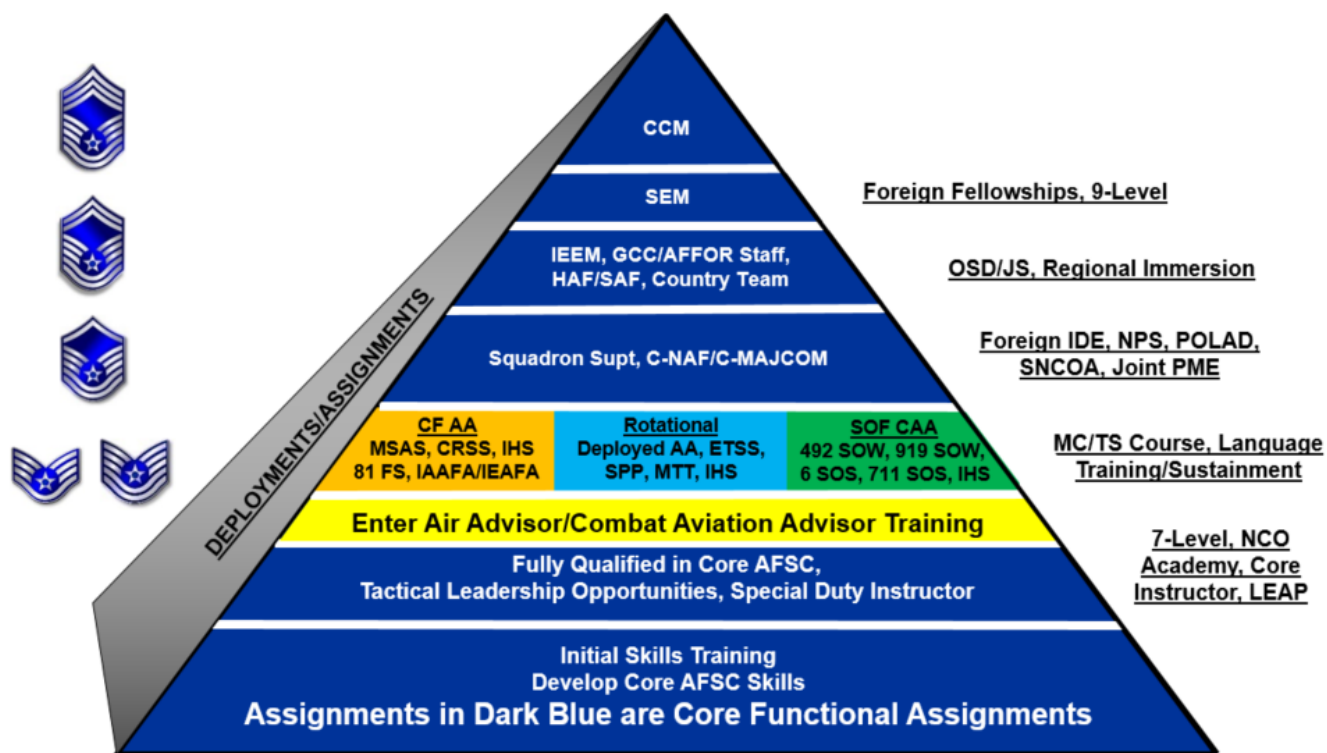 CCM
SEM
Foreign Fellowships, 9-Level
IEEM, GCC/AFFOR Staff,
HAF/SAF, Country Team
OSD/JS, Regional Immersion
DEPLOYMENTS/ASSIGNMENTS
Squadron Supt, C-NAF/C-MAJCOM
Foreign IDE, NPS, POLAD,
SNCOA, Joint PME
CF AA
MSAS, CRSS, IHS
81 FS, IAAFA/IEAFA
Rotational
Deployed AA, ETSS,
SPP, MTT, IHS
SOF CAA
492 SOW, 919 SOW,
6 SOS, 711 SOS, IHS
MC/TS Course, Language
Training/Sustainment
Enter Air Advisor/Combat Aviation Advisor Training
7-Level, NCO
Academy, Core
Instructor, LEAP
Fully Qualified in Core AFSC,
Tactical Leadership Opportunities, Special Duty Instructor
Initial Skills Training
Develop Core AFSC Skills
Assignments in Dark Blue are Core Functional Assignments